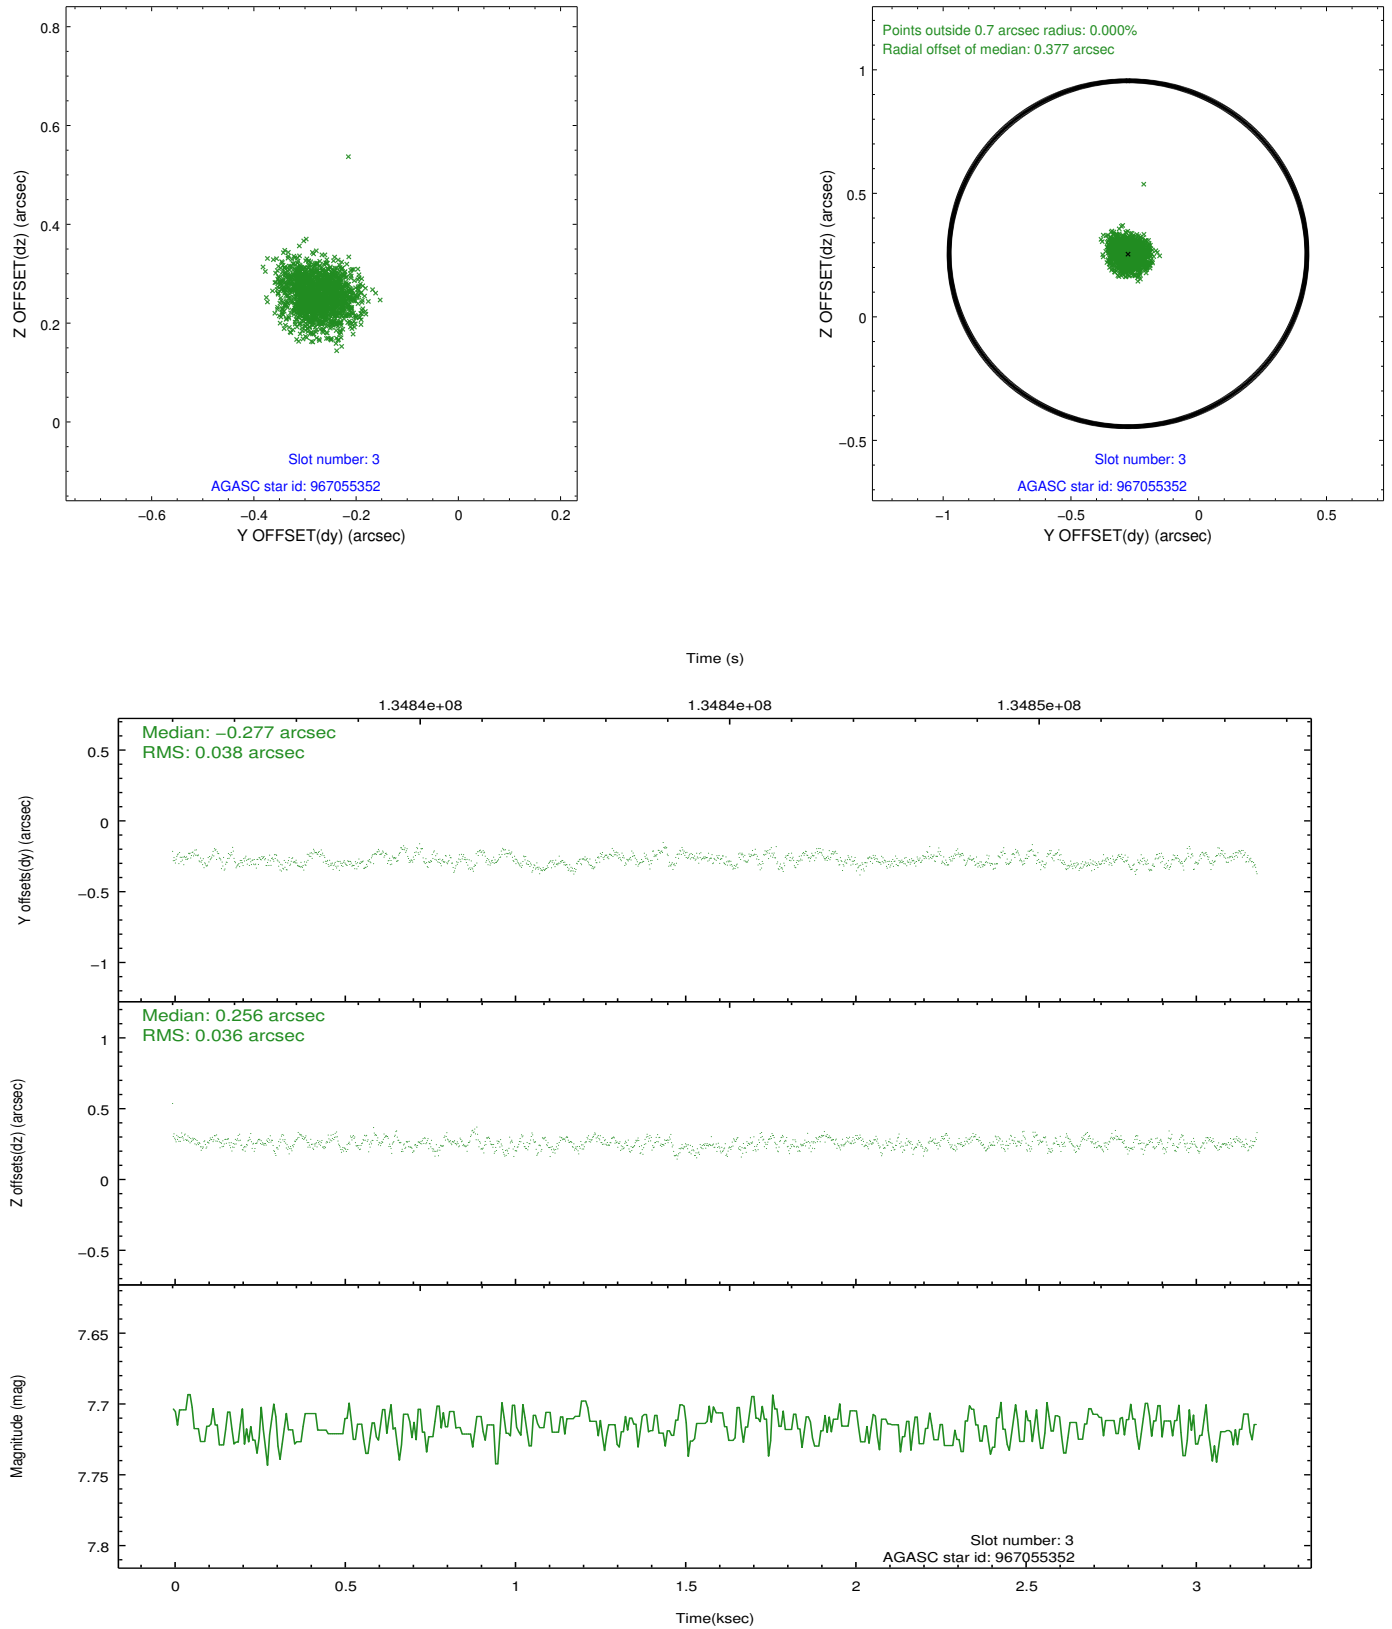 0.8
0.6
0.4
0.2
0
Z OFFSET(dz) (arcsec)
Slot number: 3
AGASC star id: 967055352
−0.6 −0.4 −0.2 0 0.2
Y OFFSET(dy) (arcsec)
Points outside 0.7 arcsec radius: 0.000%
Radial offset of median: 0.377 arcsec
1
0.5
0
−0.5
Z OFFSET(dz) (arcsec)
Slot number: 3
AGASC star id: 967055352
−1 −0.5 0 0.5
Y OFFSET(dy) (arcsec)
Time (s)
1.3484e+08 1.3484e+08 1.3485e+08
Median: −0.277 arcsec
RMS: 0.038 arcsec
0.5
0
−0.5
−1
Y offsets(dy) (arcsec)
Median: 0.256 arcsec
RMS: 0.036 arcsec
1
0.5
0
−0.5
Z offsets(dz) (arcsec)
7.65
7.7
7.75
7.8
Magnitude (mag)
Slot number: 3
AGASC star id: 967055352
0 0.5 1 1.5 2 2.5 3
Time(ksec)